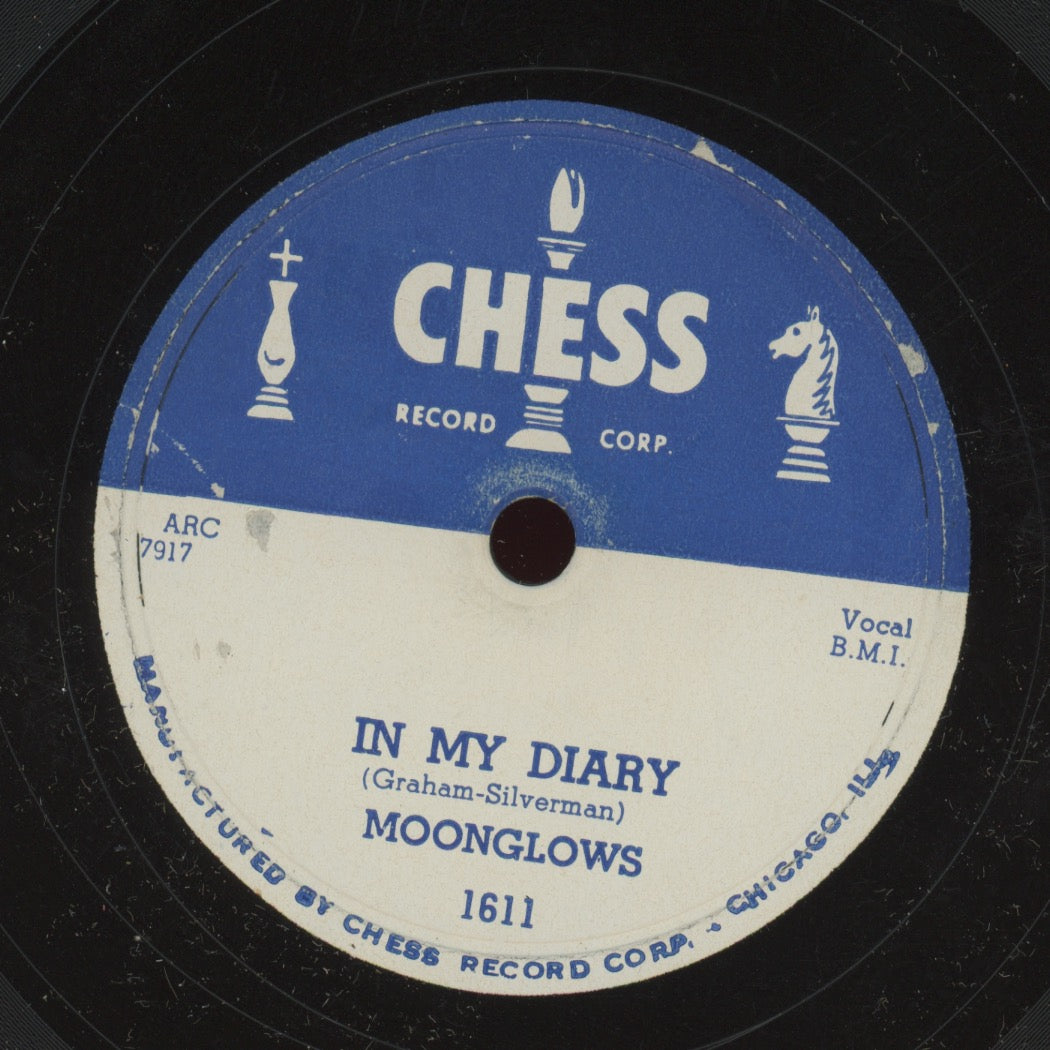 CHESS
RECORD CORP.
ARC
7917
Vocal
B.M.I.
IN MY DIARY
(Graham-Silverman)
MOONGLOWS
1611
MANUFACTURED BY CHESS RECORD CORP. - CHICAGO, ILL.